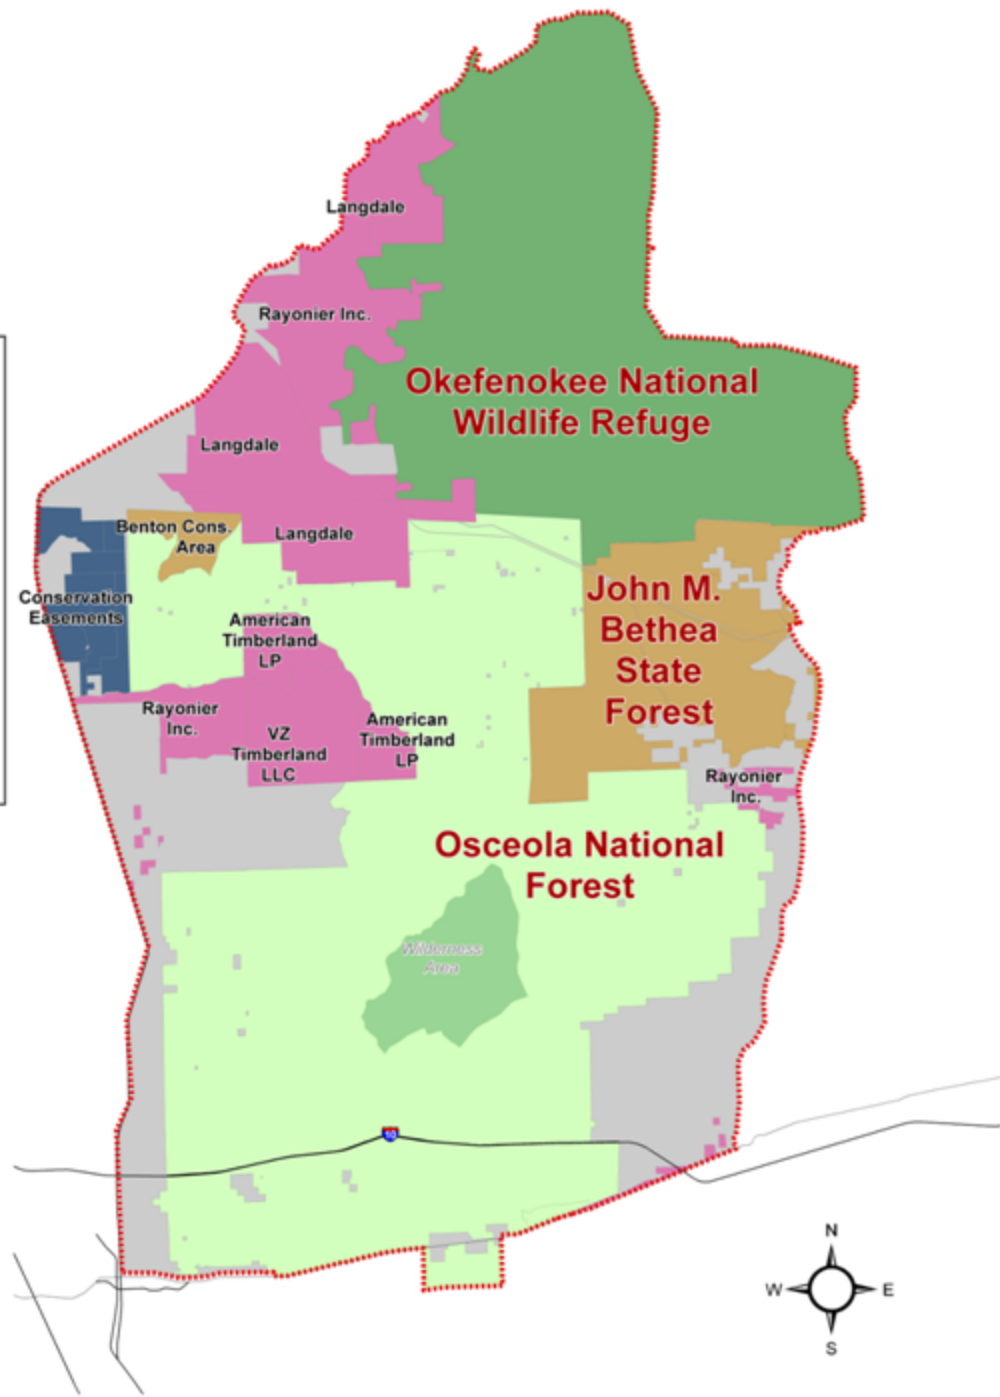 Langdale
Rayonier Inc.
Okefenokee National
Wildlife Refuge
Langdale
Benton Cons.
Area
Langdale
Conservation
Easements
John M.
Bethea
State
Forest
American
Timberland
LP
Rayonier
Inc.
VZ
Timberland
LLC
American
Timberland
LP
Rayonier
Inc.
Osceola National
Forest
Wilderness
Area
10
N
W
E
S